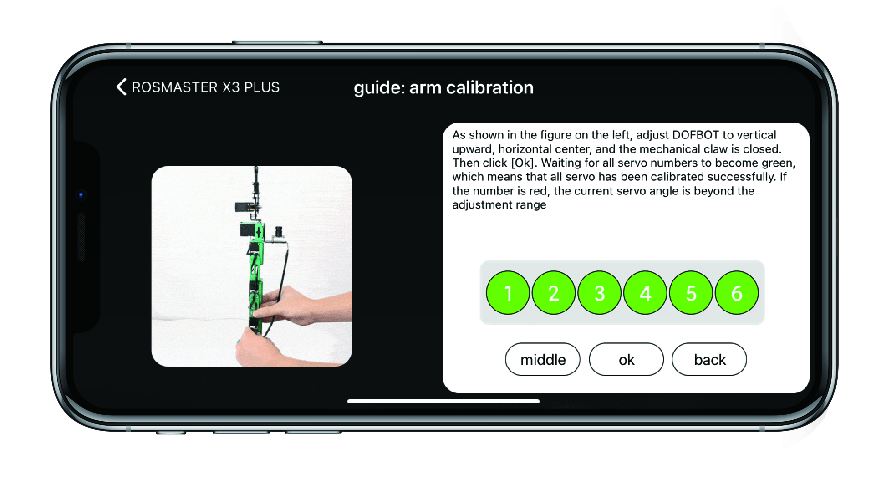 ROSMASTER X3 PLUS
guide: arm calibration
As shown in the figure on the left, adjust DOFBOT to vertical
upward, horizontal center, and the mechanical claw is closed.
Then click [Ok]. Waiting for all servo numbers to become green,
which means that all servo has been calibrated successfully. If
the number is red, the current servo angle is beyond the
adjustment range
1 2 3 4 5 6
middle ok back